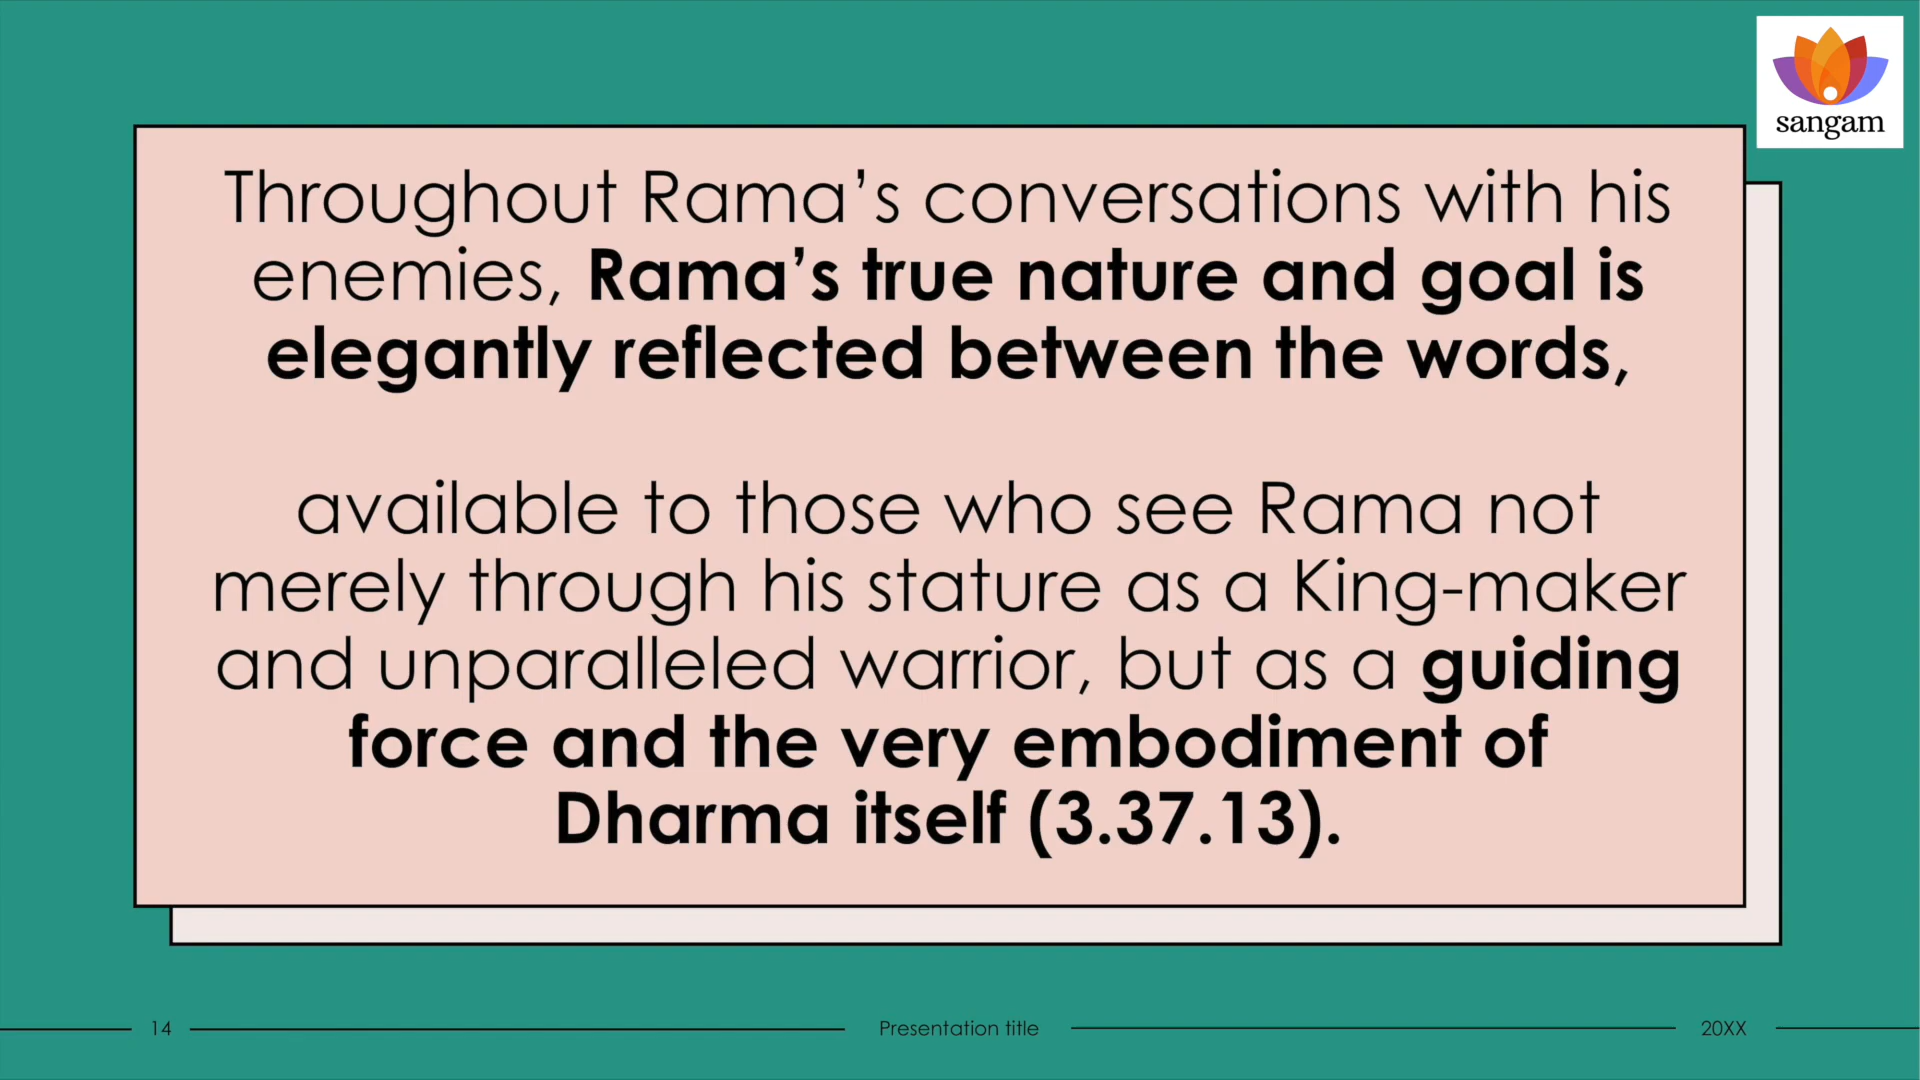 sangam
Throughout Rama’s conversations with his
enemies, Rama’s true nature and goal is
elegantly reflected between the words,
available to those who see Rama not
merely through his stature as a King-maker
and unparalleled warrior, but as a guiding
force and the very embodiment of
Dharma itself (3.37.13).
14
Presentation title
20XX